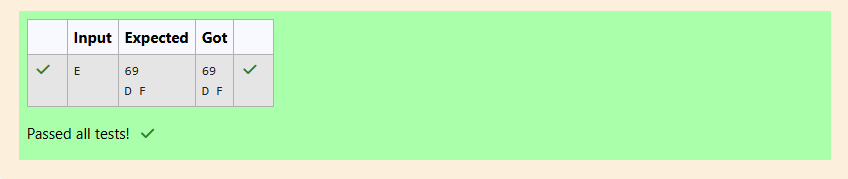 Input Expected Got
E 69 69
D F D F
Passed all tests!